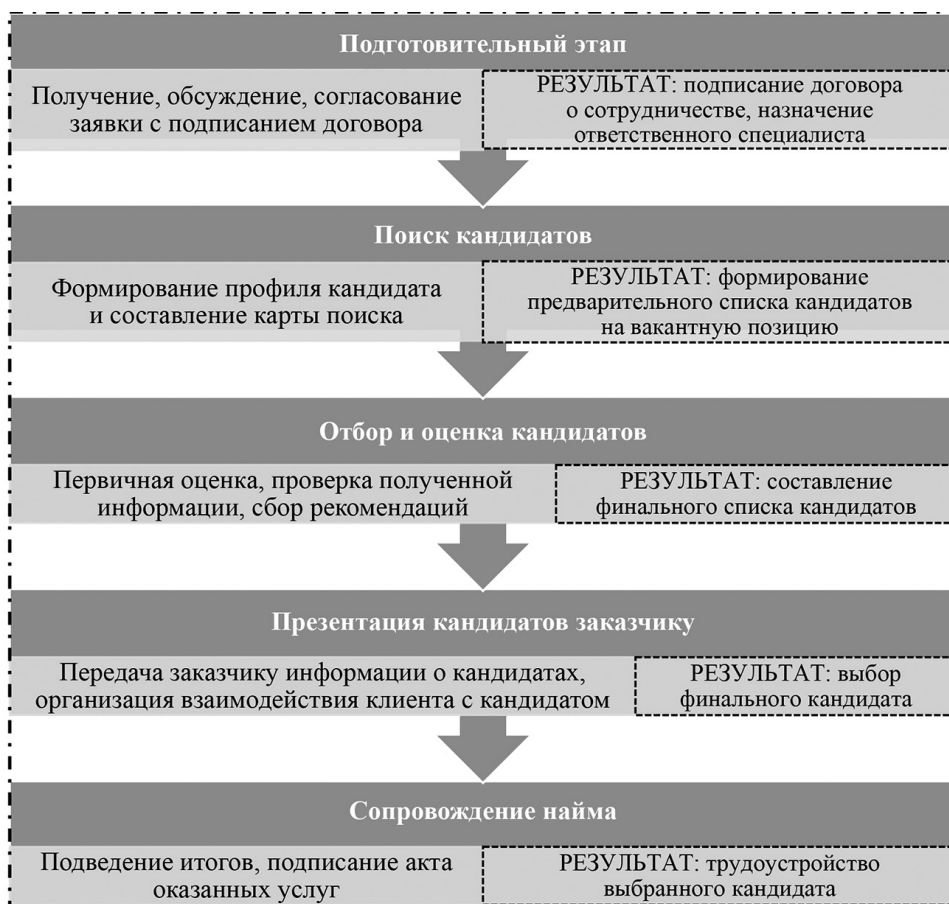 Подготовительный этап
Получение, обсуждение, согласование
заявки с подписанием договора
РЕЗУЛЬТАТ: подписание договора
о сотрудничестве, назначение
ответственного специалиста
Поиск кандидатов
Формирование профиля кандидата
и составление карты поиска
РЕЗУЛЬТАТ: формирование
предварительного списка кандидатов
на вакантную позицию
Отбор и оценка кандидатов
Первичная оценка, проверка полученной
информации, сбор рекомендаций
РЕЗУЛЬТАТ: составление
финального списка кандидатов
Презентация кандидатов заказчику
Передача заказчику информации о кандидатах,
организация взаимодействия клиента с кандидатом
РЕЗУЛЬТАТ: выбор
финального кандидата
Сопровождение найма
Подведение итогов, подписание акта
оказанных услуг
РЕЗУЛЬТАТ: трудоустройство
выбранного кандидата